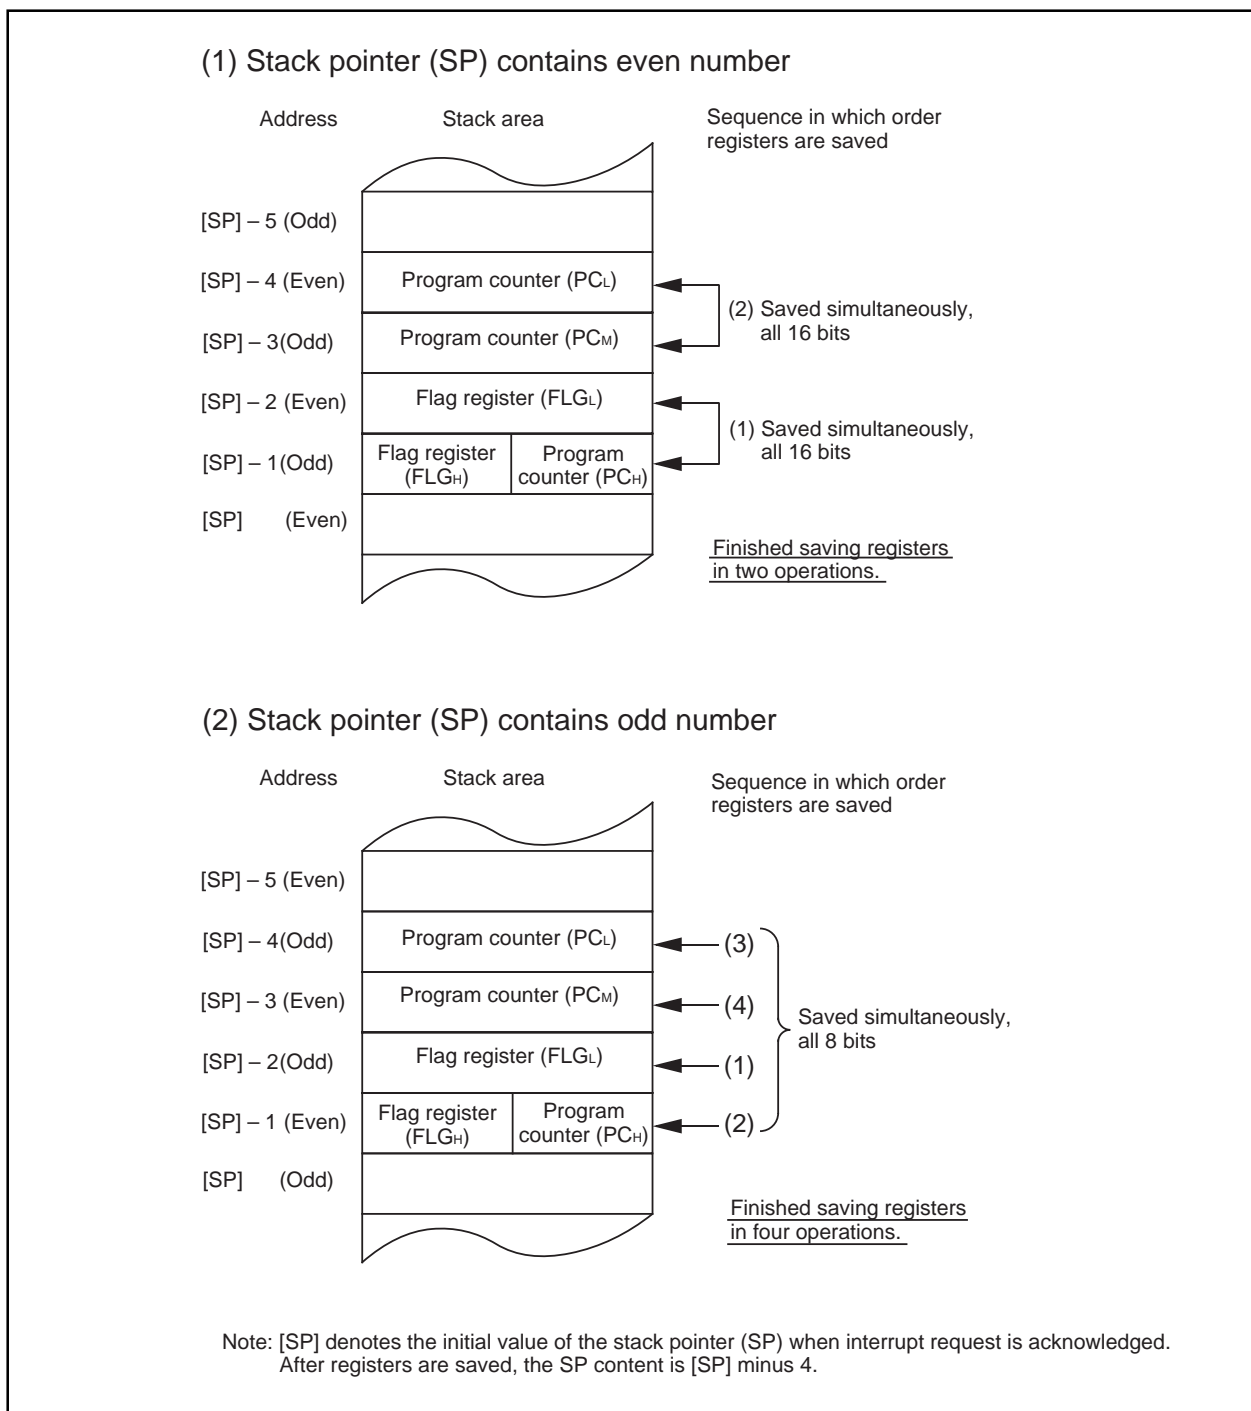 (1) Stack pointer (SP) contains even number
Address
Stack area
Sequence in which order
registers are saved
[SP] – 5 (Odd)
[SP] – 4 (Even)
Program counter (PCL)
[SP] – 3(Odd)
Program counter (PCM)
(2) Saved simultaneously,
all 16 bits
[SP] – 2 (Even)
Flag register (FLGL)
[SP] – 1(Odd)
Flag register
(FLGH)
Program
counter (PCH)
(1) Saved simultaneously,
all 16 bits
[SP] (Even)
Finished saving registers
in two operations.
(2) Stack pointer (SP) contains odd number
Address
Stack area
Sequence in which order
registers are saved
[SP] – 5 (Even)
[SP] – 4(Odd)
Program counter (PCL)
(3)
[SP] – 3 (Even)
Program counter (PCM)
(4)
Saved simultaneously,
all 8 bits
[SP] – 2(Odd)
Flag register (FLGL)
(1)
[SP] – 1 (Even)
Flag register
(FLGH)
Program
counter (PCH)
(2)
[SP] (Odd)
Finished saving registers
in four operations.
Note: [SP] denotes the initial value of the stack pointer (SP) when interrupt request is acknowledged.
After registers are saved, the SP content is [SP] minus 4.